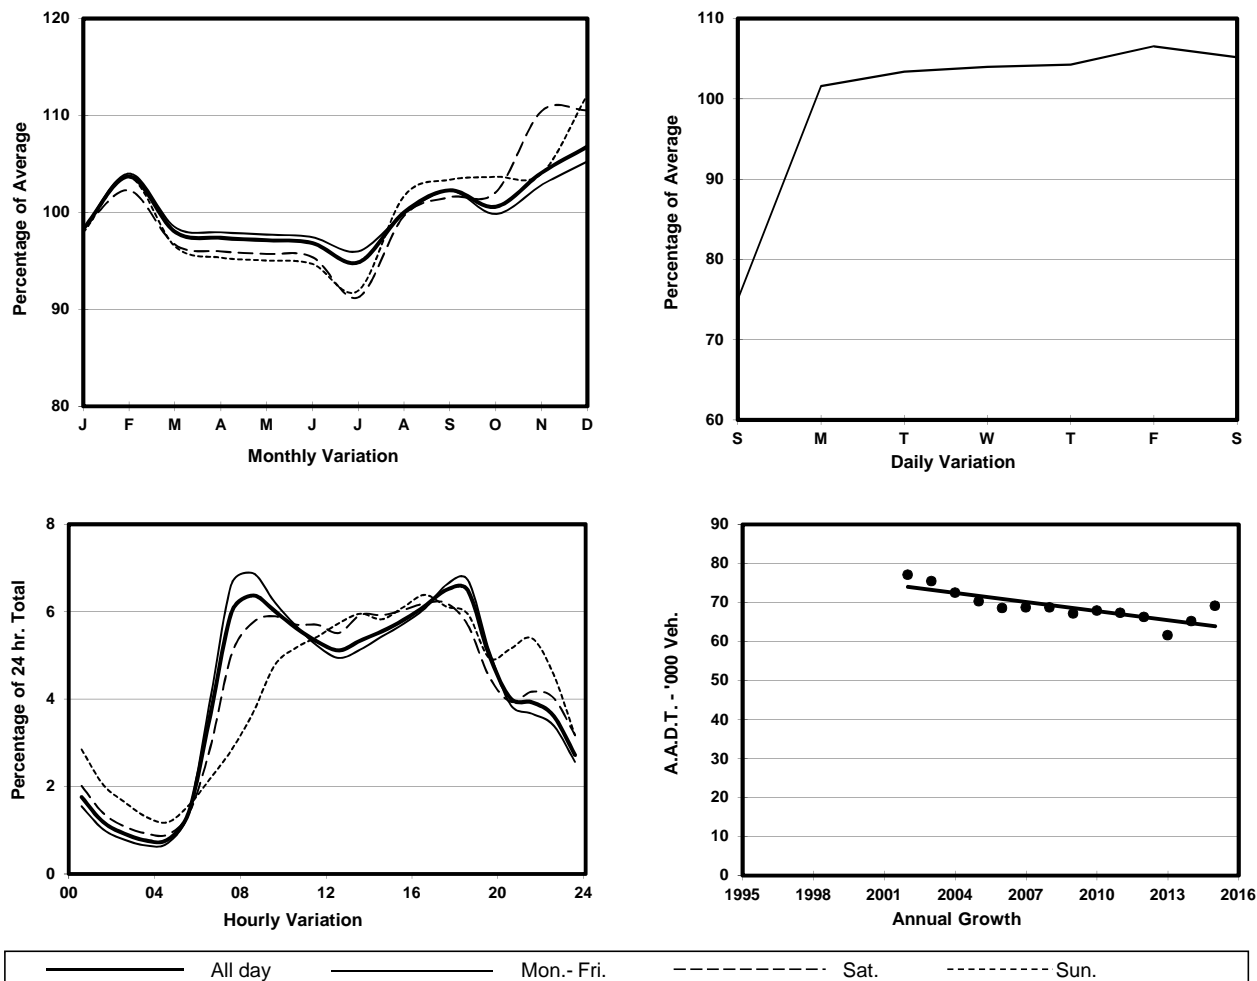 120
110
100
90
80
Percentage of Average
J F M A M J J A S O N D
Monthly Variation
110
100
90
80
70
60
Percentage of Average
S M T W T F S
Daily Variation
8
6
4
2
0
Percentage of 24 hr. Total
00 04 08 12 16 20 24
Hourly Variation
90
80
70
60
50
40
30
20
10
0
A.A.D.T. - '000 Veh.
1995 1998 2001 2004 2007 2010 2013 2016
Annual Growth
All day Mon.- Fri. Sat. Sun.